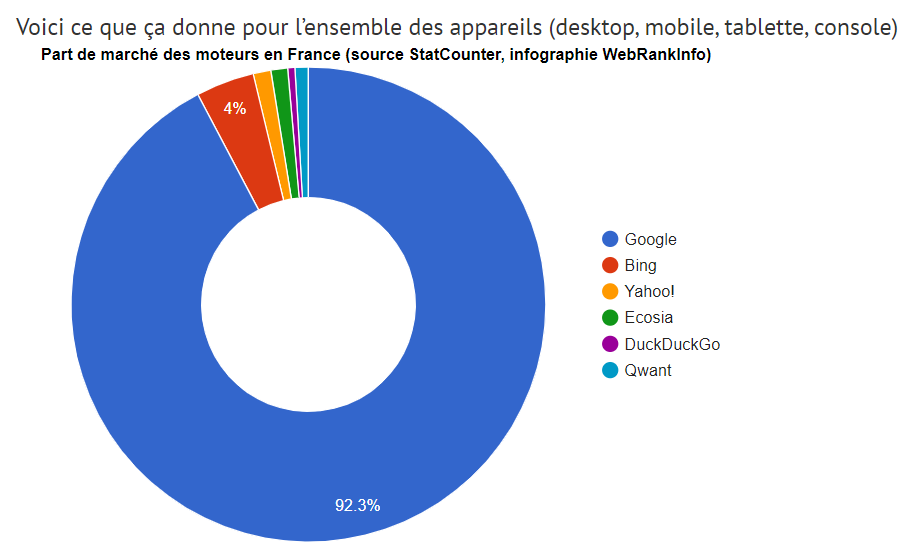 Voici ce que ça donne pour l’ensemble des appareils (desktop, mobile, tablette, console)
Part de marché des moteurs en France (source StatCounter, infographie WebRankInfo)
4%
92.3%
Google
Bing
Yahoo!
Ecosia
DuckDuckGo
Qwant